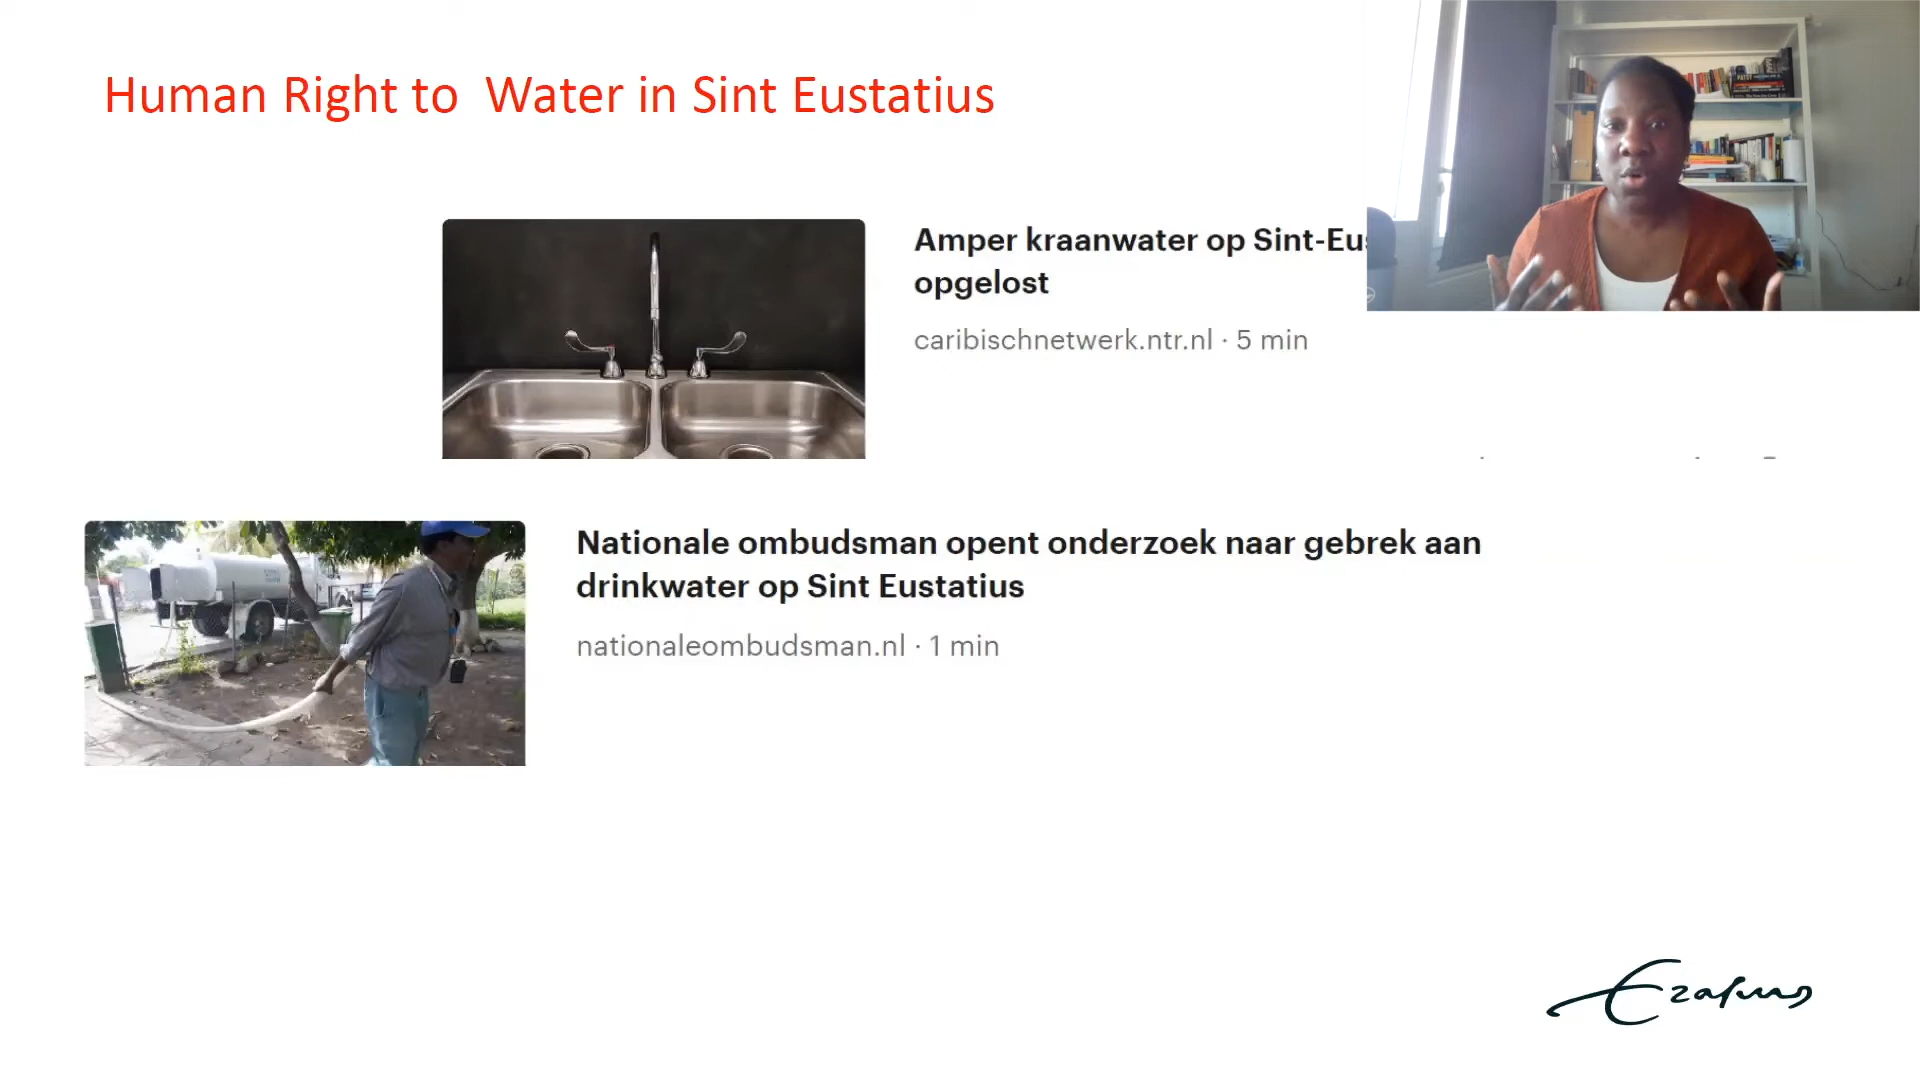 Human Right to Water in Sint Eustatius
Amper kraanwater op Sint-Eus
opgelost
caribischnetwerk.ntr.nl · 5 min
Nationale ombudsman opent onderzoek naar gebrek aan
drinkwater op Sint Eustatius
nationaleombudsman.nl · 1 min
Erasmus